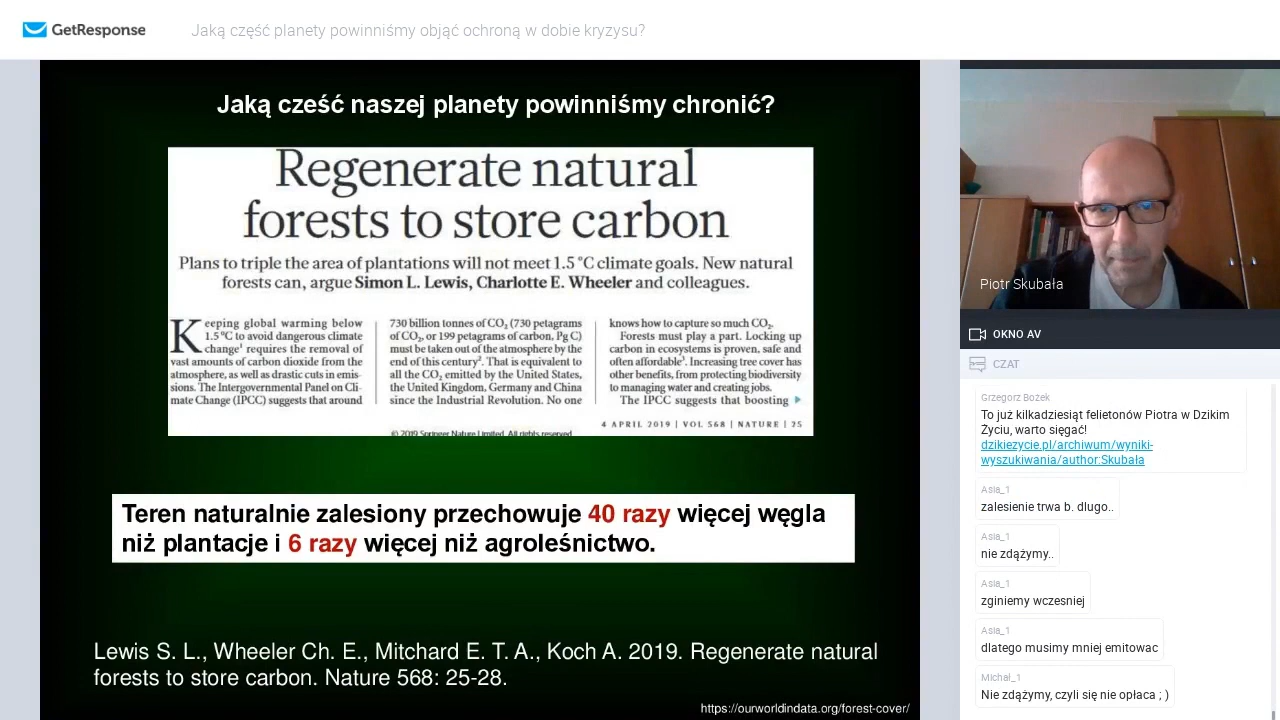 GetResponse
Jaką część planety powinniśmy objąć ochroną w dobie kryzysu?
Jaką cześć naszej planety powinniśmy chronić?
Regenerate natural
forests to store carbon
Plans to triple the area of plantations will not meet 1.5 °C climate goals. New natural
forests can, argue Simon L. Lewis, Charlotte E. Wheeler and colleagues.
Keeping global warming below
1.5 °C to avoid dangerous climate
change¹ requires the removal of
vast amounts of carbon dioxide from the
atmosphere, as well as drastic cuts in emis-
sions. The Intergovernmental Panel on Cli-
mate Change (IPCC) suggests that around
730 billion tonnes of CO₂ (730 petagrams
of CO₂, or 199 petagrams of carbon, Pg C)
must be taken out of the atmosphere by the
end of this century². That is equivalent to
all the CO₂ emitted by the United States,
the United Kingdom, Germany and China
since the Industrial Revolution. No one
knows how to capture so much CO₂.
Forests must play a part. Locking up
carbon in ecosystems is proven, safe and
often affordable³. Increasing tree cover has
other benefits, from protecting biodiversity
to managing water and creating jobs.
The IPCC suggests that boosting
4 APRIL 2019 | VOL 568 | NATURE | 25
© 2019 Springer Nature Limited. All rights reserved
Teren naturalnie zalesiony przechowuje 40 razy więcej węgla
niż plantacje i 6 razy więcej niż agroleśnictwo.
Lewis S. L., Wheeler Ch. E., Mitchard E. T. A., Koch A. 2019. Regenerate natural
forests to store carbon. Nature 568: 25-28.
https://ourworldindata.org/forest-cover/
Piotr Skubała
OKNO AV
CZAT
Grzegorz Bożek
To już kilkadziesiąt felietonów Piotra w Dzikim
Życiu, warto sięgać!
dzikiezycie.pl/archiwum/wyniki-
wyszukiwania/author:Skubała
Asia_1
zalesienie trwa b. dlugo..
Asia_1
nie zdążymy..
Asia_1
zginiemy wczesniej
Asia_1
dlatego musimy mniej emitowac
Michał_1
Nie zdążymy, czyli się nie opłaca ; )